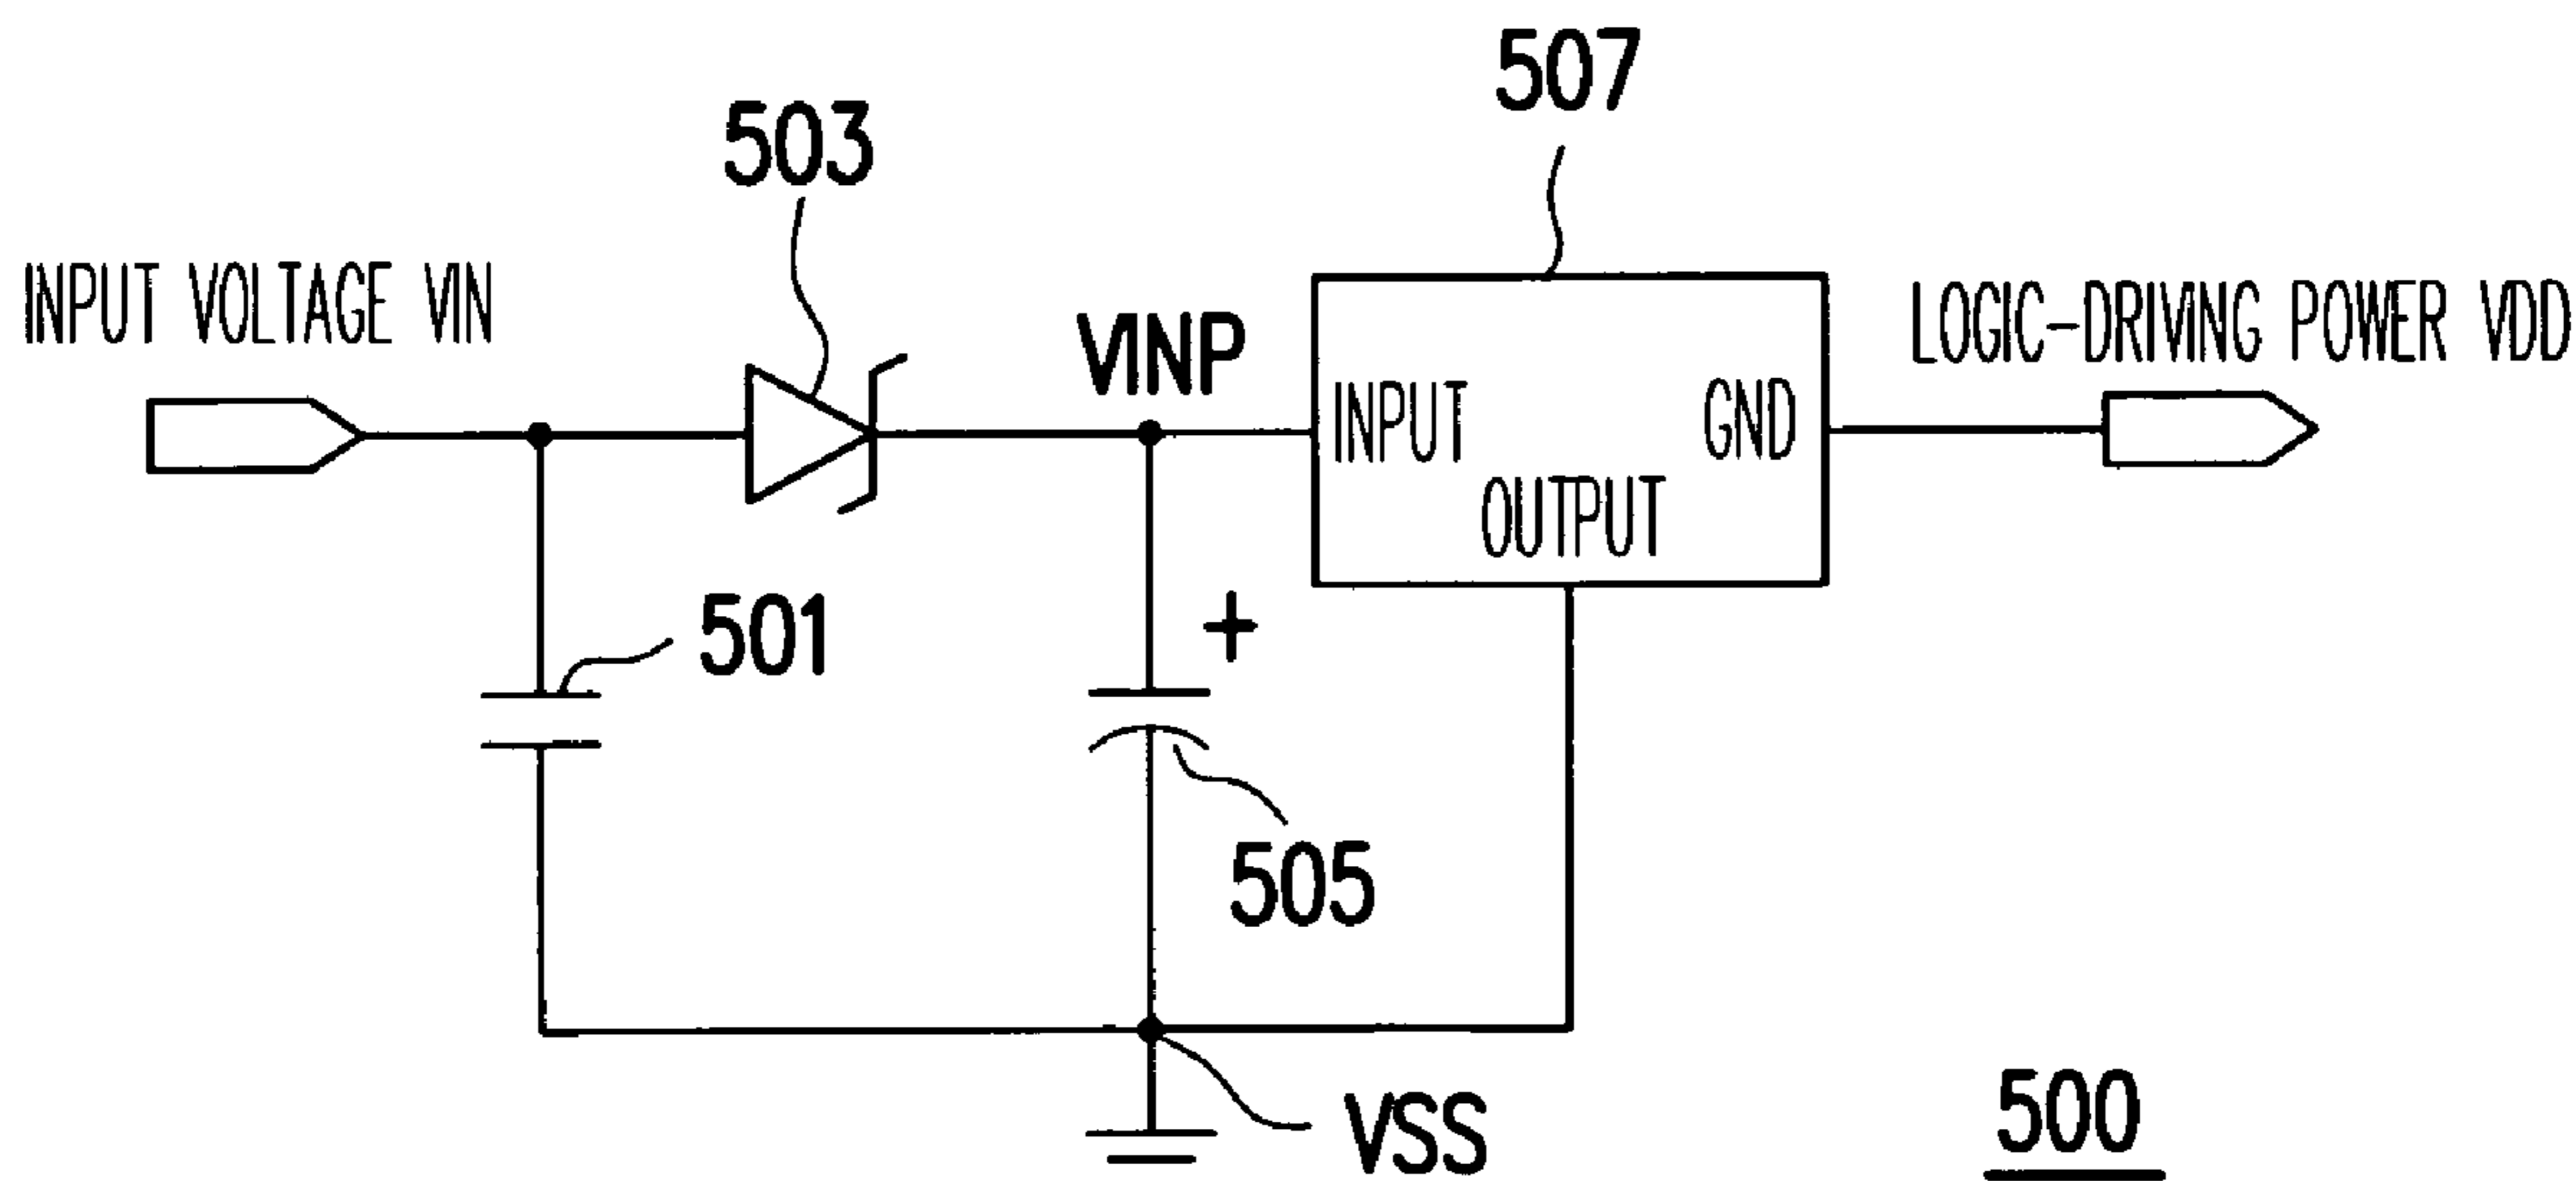 507
503
INPUT VOLTAGE VIN
LOGIC-DRIVING POWER VDD
VINP
INPUT
GND
OUTPUT
501
+
505
VSS
500